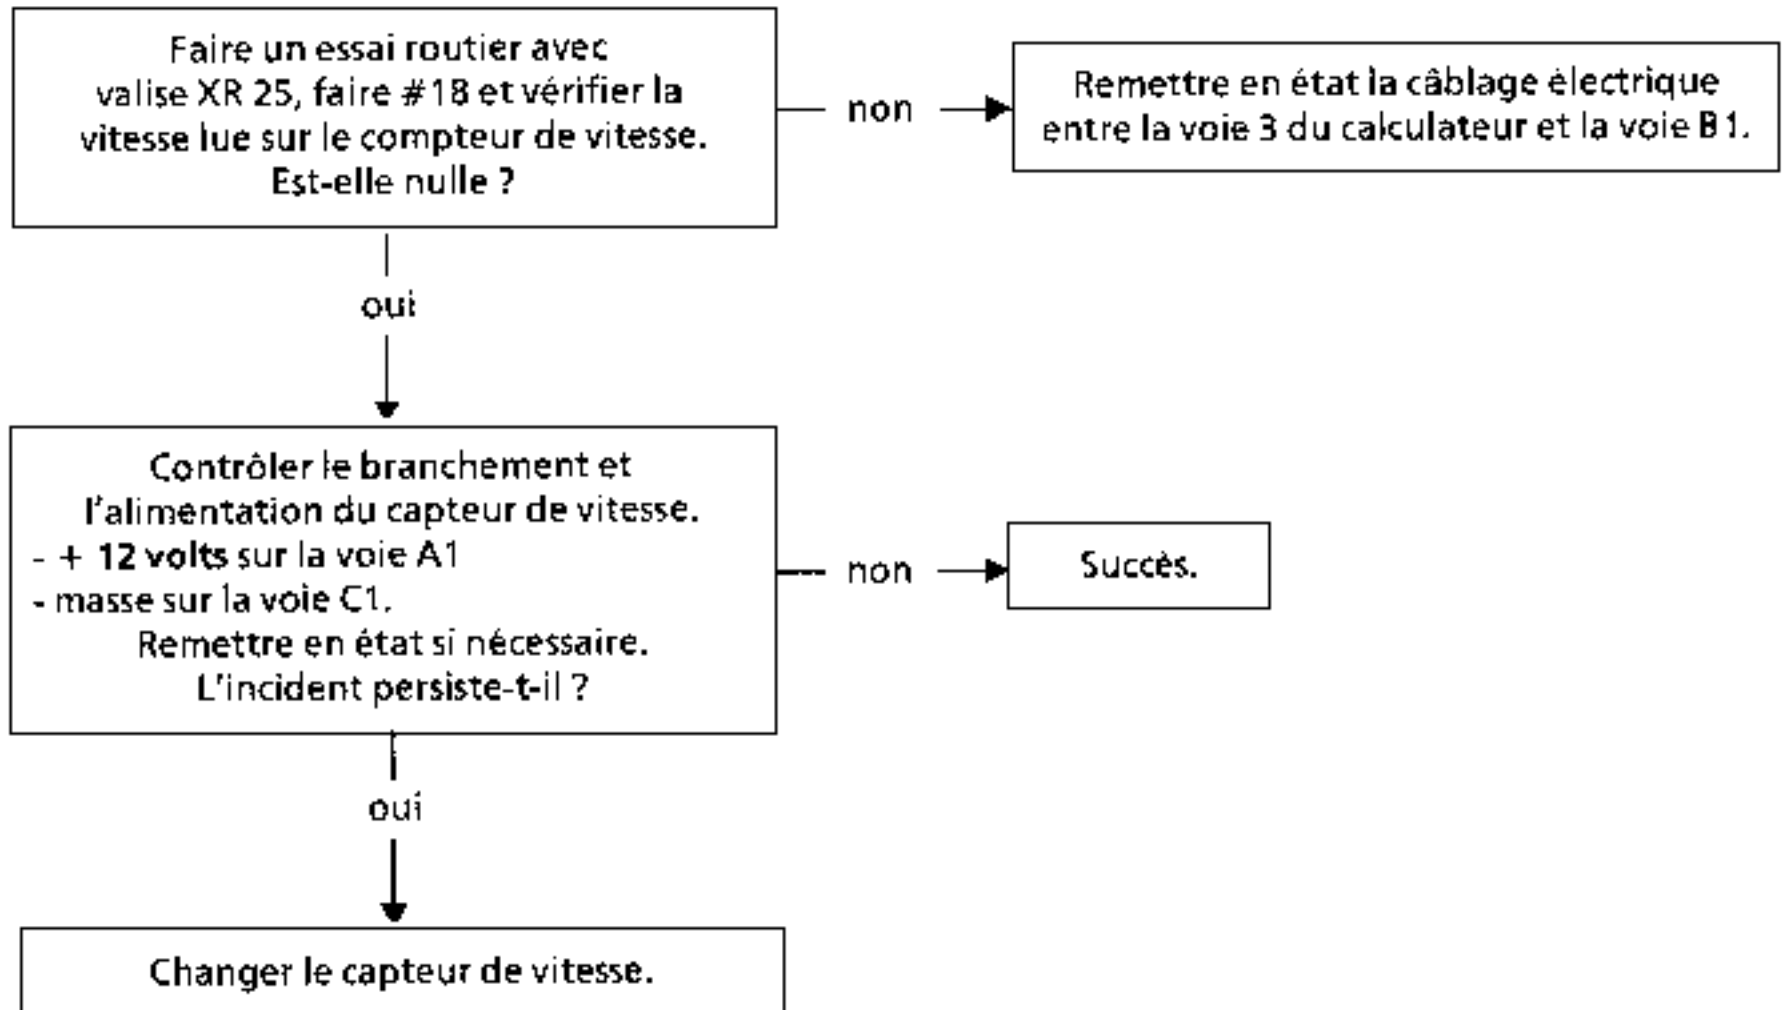 Faire un essai routier avec
valise XR 25, faire #18 et vérifier la
vitesse lue sur le compteur de vitesse.
Est-elle nulle ?
non
Remettre en état la câblage électrique
entre la voie 3 du calculateur et la voie B1.
oui
Contrôler le branchement et
l'alimentation du capteur de vitesse.
- + 12 volts sur la voie A1
- masse sur la voie C1.
Remettre en état si nécessaire.
L'incident persiste-t-il ?
non
Succès.
oui
Changer le capteur de vitesse.